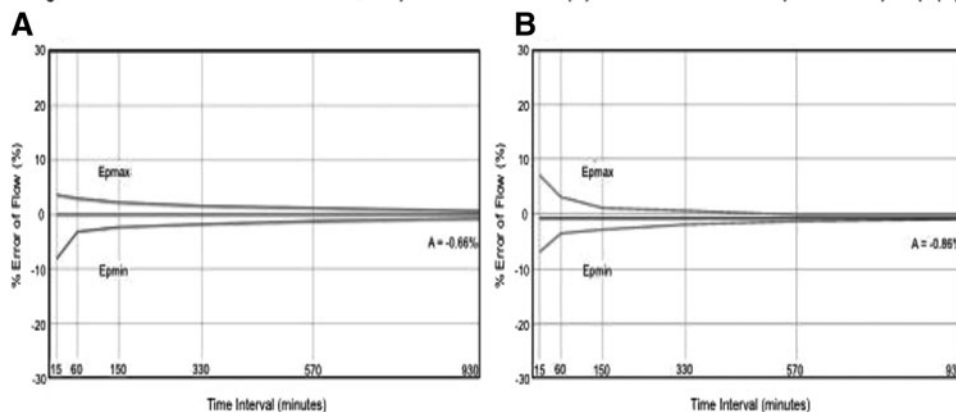 A
30
20
10
0
-10
-20
-30
% Error of Flow (%)
Epmax
Epmin
A = -0.66%
15 60 150 330 570 930
Time Interval (minutes)
B
30
20
10
0
-10
-20
-30
% Error of Flow (%)
Epmax
Epmin
A = -0.86%
15 60 150 330 570
Time Interval (minutes)